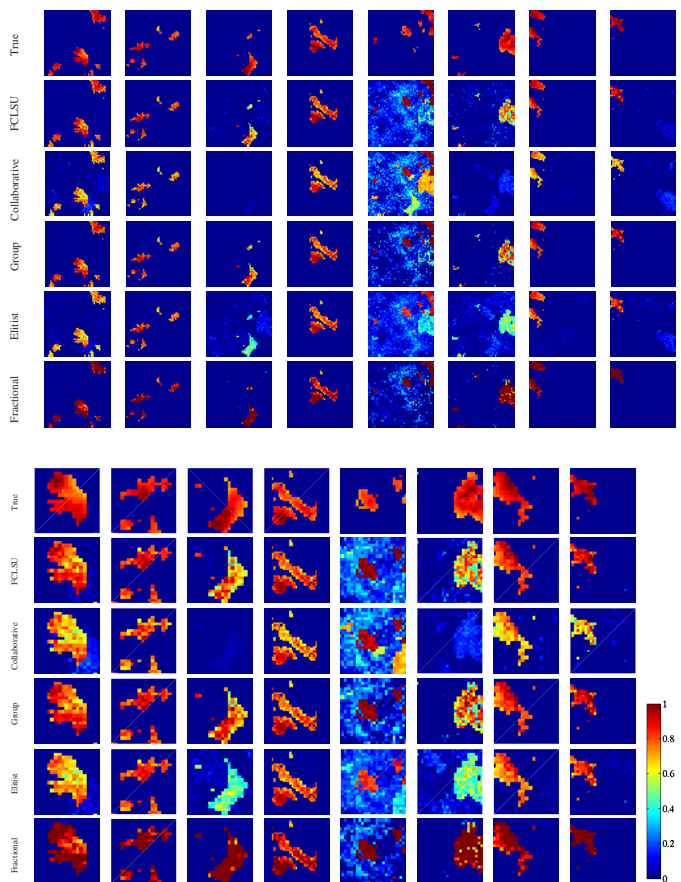 True
FCLSU
Collaborative
Group
Elitist
Fractional
True
FCLSU
Collaborative
Group
Elitist
Fractional
1
0.8
0.6
0.4
0.2
0